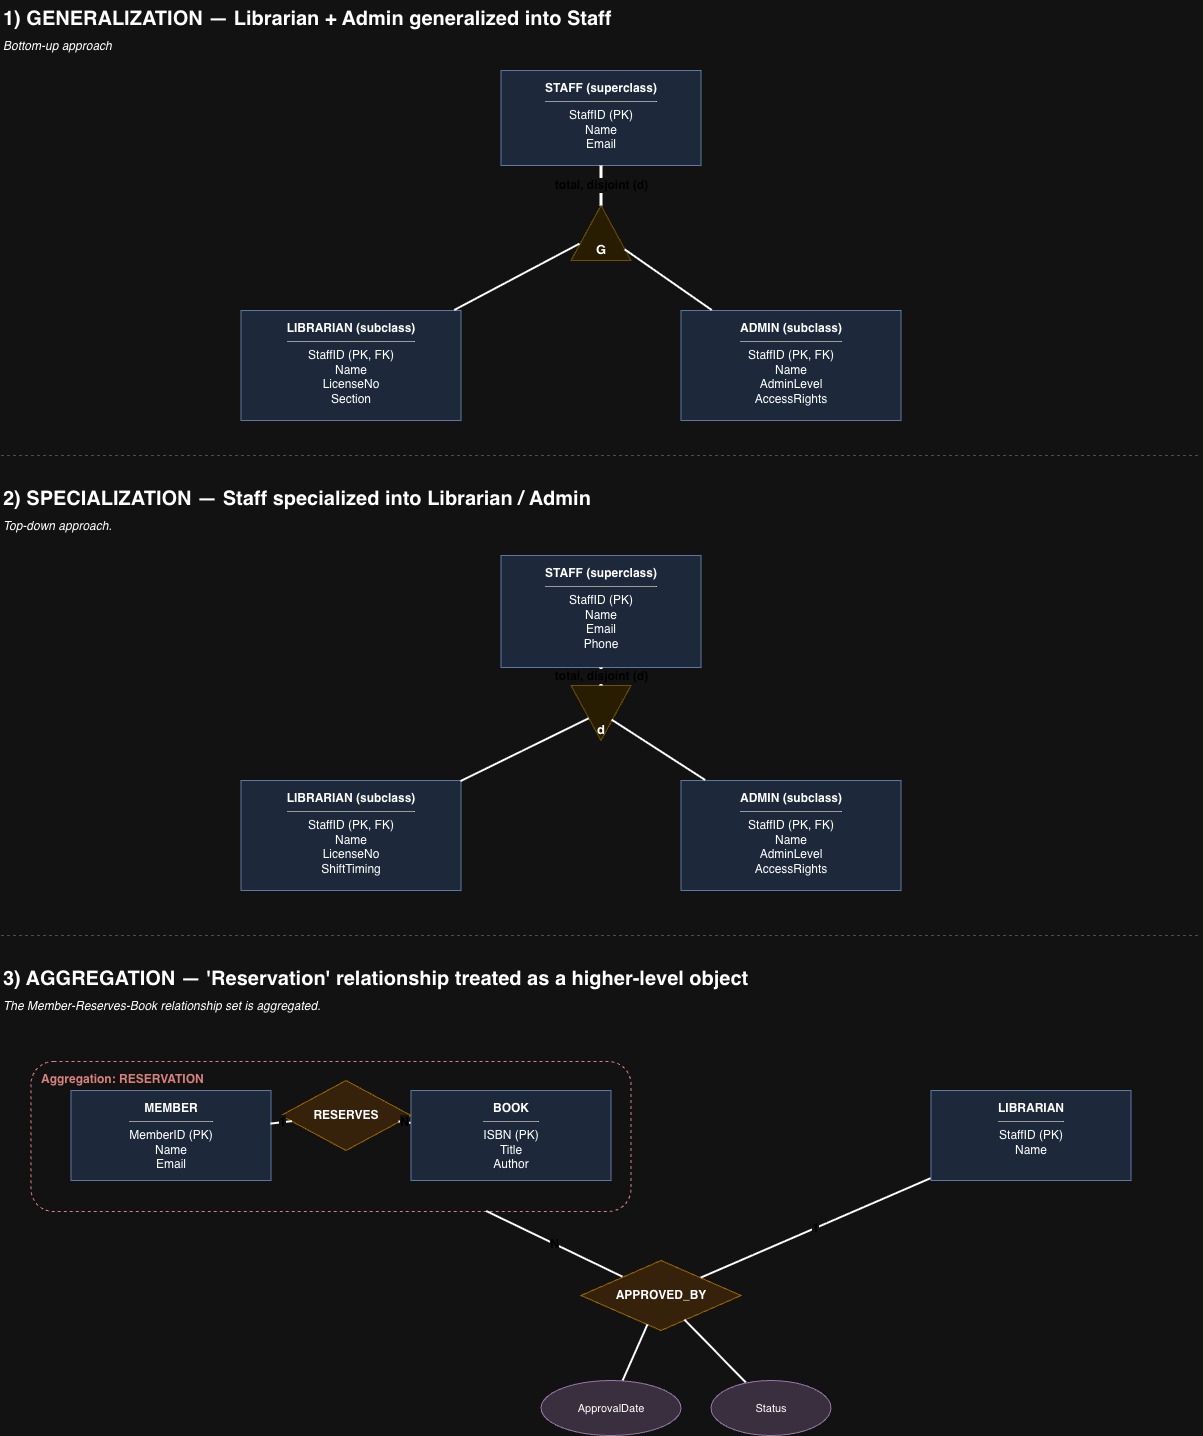 1) GENERALIZATION — Librarian + Admin generalized into Staff
Bottom-up approach
STAFF (superclass)
StaffID (PK)
Name
Email
total, disjoint (d)
G
LIBRARIAN (subclass)
StaffID (PK, FK)
Name
LicenseNo
Section
ADMIN (subclass)
StaffID (PK, FK)
Name
AdminLevel
AccessRights
2) SPECIALIZATION — Staff specialized into Librarian / Admin
Top-down approach.
STAFF (superclass)
StaffID (PK)
Name
Email
Phone
total, disjoint (d)
d
LIBRARIAN (subclass)
StaffID (PK, FK)
Name
LicenseNo
ShiftTiming
ADMIN (subclass)
StaffID (PK, FK)
Name
AdminLevel
AccessRights
3) AGGREGATION — 'Reservation' relationship treated as a higher-level object
The Member-Reserves-Book relationship set is aggregated.
Aggregation: RESERVATION
MEMBER
MemberID (PK)
Name
Email
RESERVES
BOOK
ISBN (PK)
Title
Author
LIBRARIAN
StaffID (PK)
Name
APPROVED_BY
ApprovalDate
Status